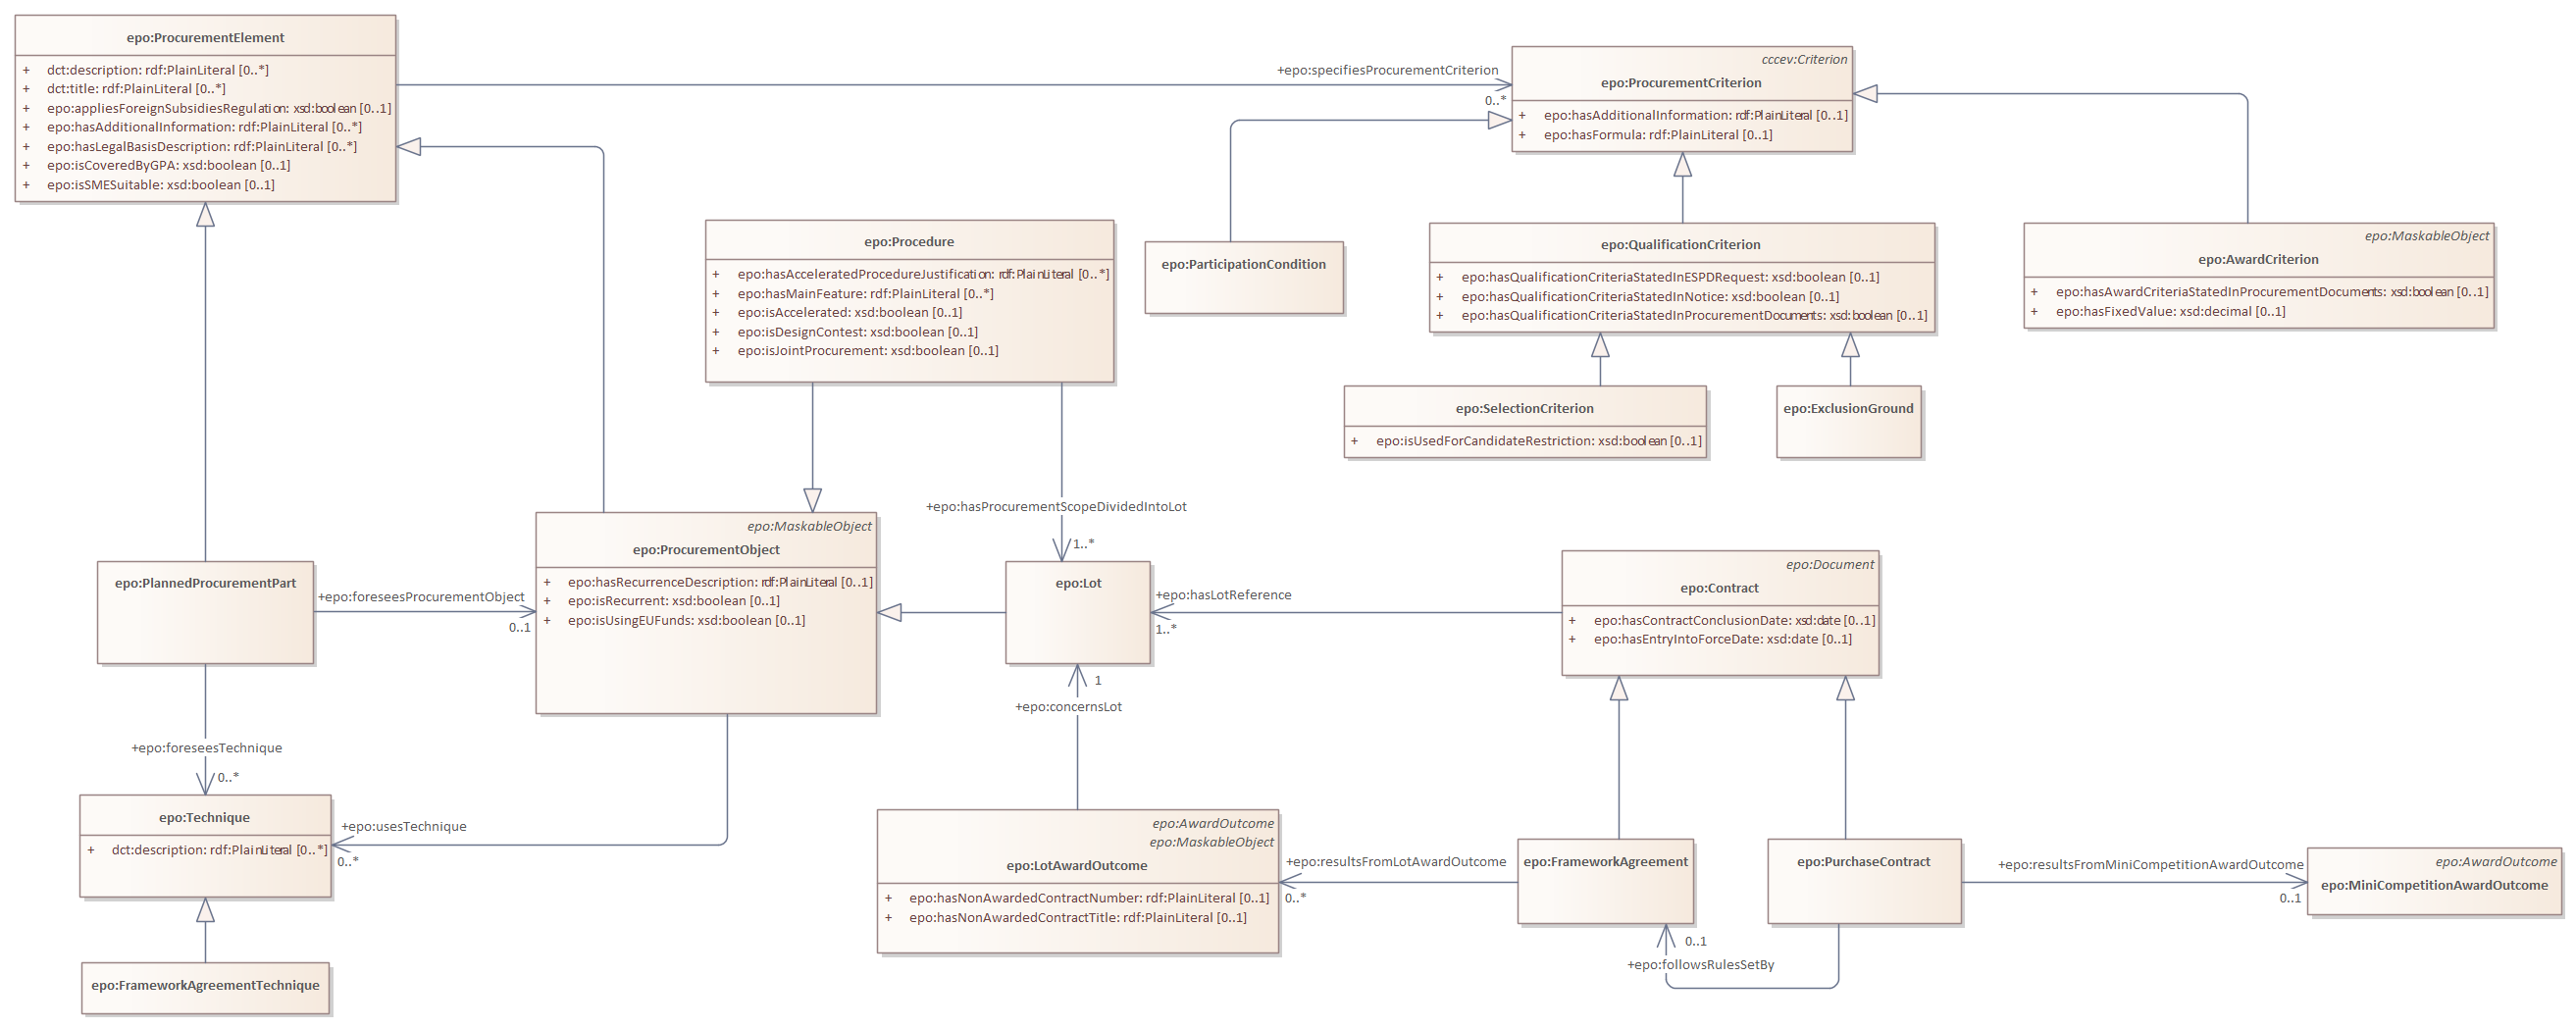 epo:ProcurementElement
+ dct:description: rdf:PlainLiteral [0..*]
+ dct:title: rdf:PlainLiteral [0..*]
+ epo:appliesForeignSubsidiesRegulation: xsd:boolean [0..1]
+ epo:hasAdditionalInformation: rdf:PlainLiteral [0..*]
+ epo:hasLegalBasisDescription: rdf:PlainLiteral [0..*]
+ epo:isCoveredByGPA: xsd:boolean [0..1]
+ epo:isSMESuitable: xsd:boolean [0..1]
+epo:specifiesProcurementCriterion
0..*
cccev:Criterion
epo:ProcurementCriterion
+ epo:hasAdditionalInformation: rdf:PlainLiteral [0..1]
+ epo:hasFormula: rdf:PlainLiteral [0..1]
epo:Procedure
+ epo:hasAcceleratedProcedureJustification: rdf:PlainLiteral [0..*]
+ epo:hasMainFeature: rdf:PlainLiteral [0..*]
+ epo:isAccelerated: xsd:boolean [0..1]
+ epo:isDesignContest: xsd:boolean [0..1]
+ epo:isJointProcurement: xsd:boolean [0..1]
epo:ParticipationCondition
epo:QualificationCriterion
+ epo:hasQualificationCriteriaStatedInESPDRequest: xsd:boolean [0..1]
+ epo:hasQualificationCriteriaStatedInNotice: xsd:boolean [0..1]
+ epo:hasQualificationCriteriaStatedInProcurementDocuments: xsd:boolean [0..1]
epo:MaskableObject
epo:AwardCriterion
+ epo:hasAwardCriteriaStatedInProcurementDocuments: xsd:boolean [0..1]
+ epo:hasFixedValue: xsd:decimal [0..1]
epo:SelectionCriterion
+ epo:isUsedForCandidateRestriction: xsd:boolean [0..1]
epo:ExclusionGround
+epo:hasProcurementScopeDividedIntoLot
1..*
epo:PlannedProcurementPart
+epo:foreseesProcurementObject
0..1
epo:MaskableObject
epo:ProcurementObject
+ epo:hasRecurrenceDescription: rdf:PlainLiteral [0..1]
+ epo:isRecurrent: xsd:boolean [0..1]
+ epo:isUsingEUFunds: xsd:boolean [0..1]
epo:Lot
+epo:hasLotReference
1..*
epo:Document
epo:Contract
+ epo:hasContractConclusionDate: xsd:date [0..1]
+ epo:hasEntryIntoForceDate: xsd:date [0..1]
1
+epo:concernsLot
+epo:foreseesTechnique
0..*
epo:Technique
+ dct:description: rdf:PlainLiteral [0..*]
+epo:usesTechnique
0..*
epo:AwardOutcome
epo:MaskableObject
epo:LotAwardOutcome
+ epo:hasNonAwardedContractNumber: rdf:PlainLiteral [0..1]
+ epo:hasNonAwardedContractTitle: rdf:PlainLiteral [0..1]
+epo:resultsFromLotAwardOutcome
0..*
epo:FrameworkAgreement
epo:PurchaseContract
+epo:resultsFromMiniCompetitionAwardOutcome
0..1
epo:AwardOutcome
epo:MiniCompetitionAwardOutcome
0..1
+epo:followsRulesSetBy
epo:FrameworkAgreementTechnique